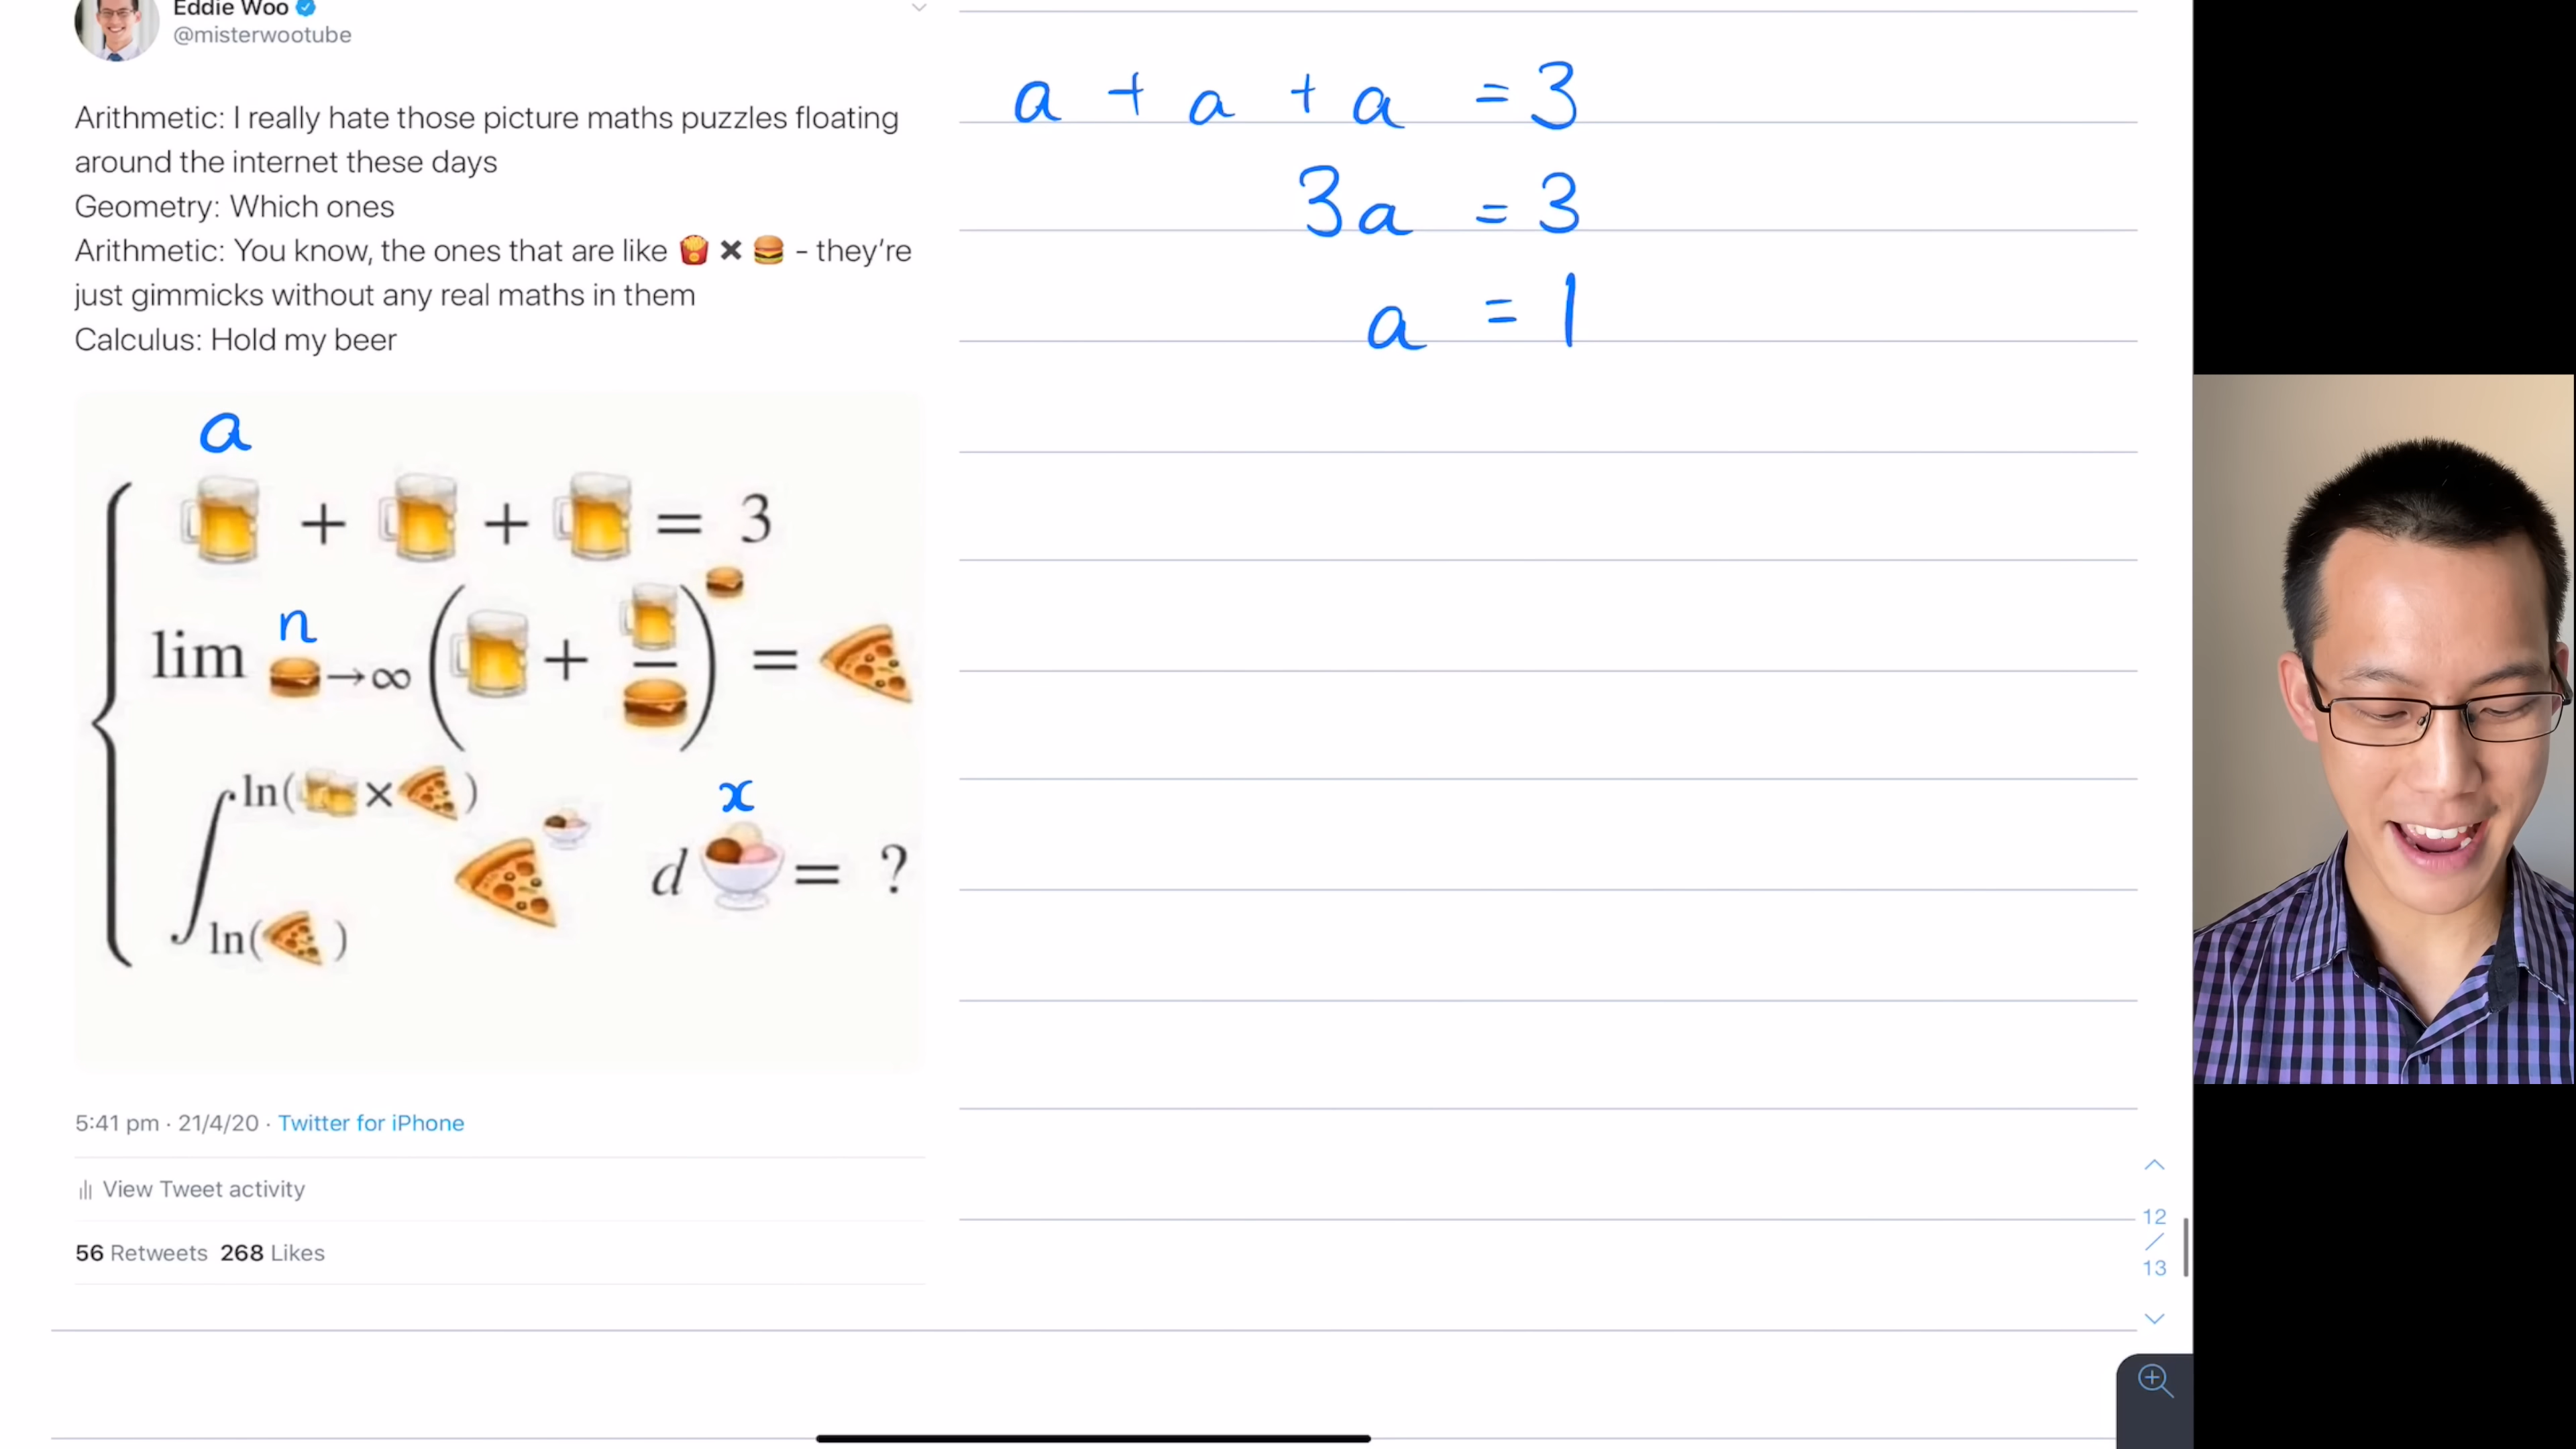 Eddie Woo
@misterwootube
Arithmetic: I really hate those picture maths puzzles floating
around the internet these days
Geometry: Which ones
Arithmetic: You know, the ones that are like 🍟 ✖ 🍔 - they’re
just gimmicks without any real maths in them
Calculus: Hold my beer
a
🍺 + 🍺 + 🍺 = 3
n
lim 🍔→∞ (🍺 + 🍺/🍔)^🍔 = 🍕
x
∫ ln(🍻 × 🍕) ln(🍕) 🍕^🍨 d🍨 = ?
5:41 pm · 21/4/20 · Twitter for iPhone
View Tweet activity
56 Retweets 268 Likes
a + a + a = 3
3a = 3
a = 1
12
/
13